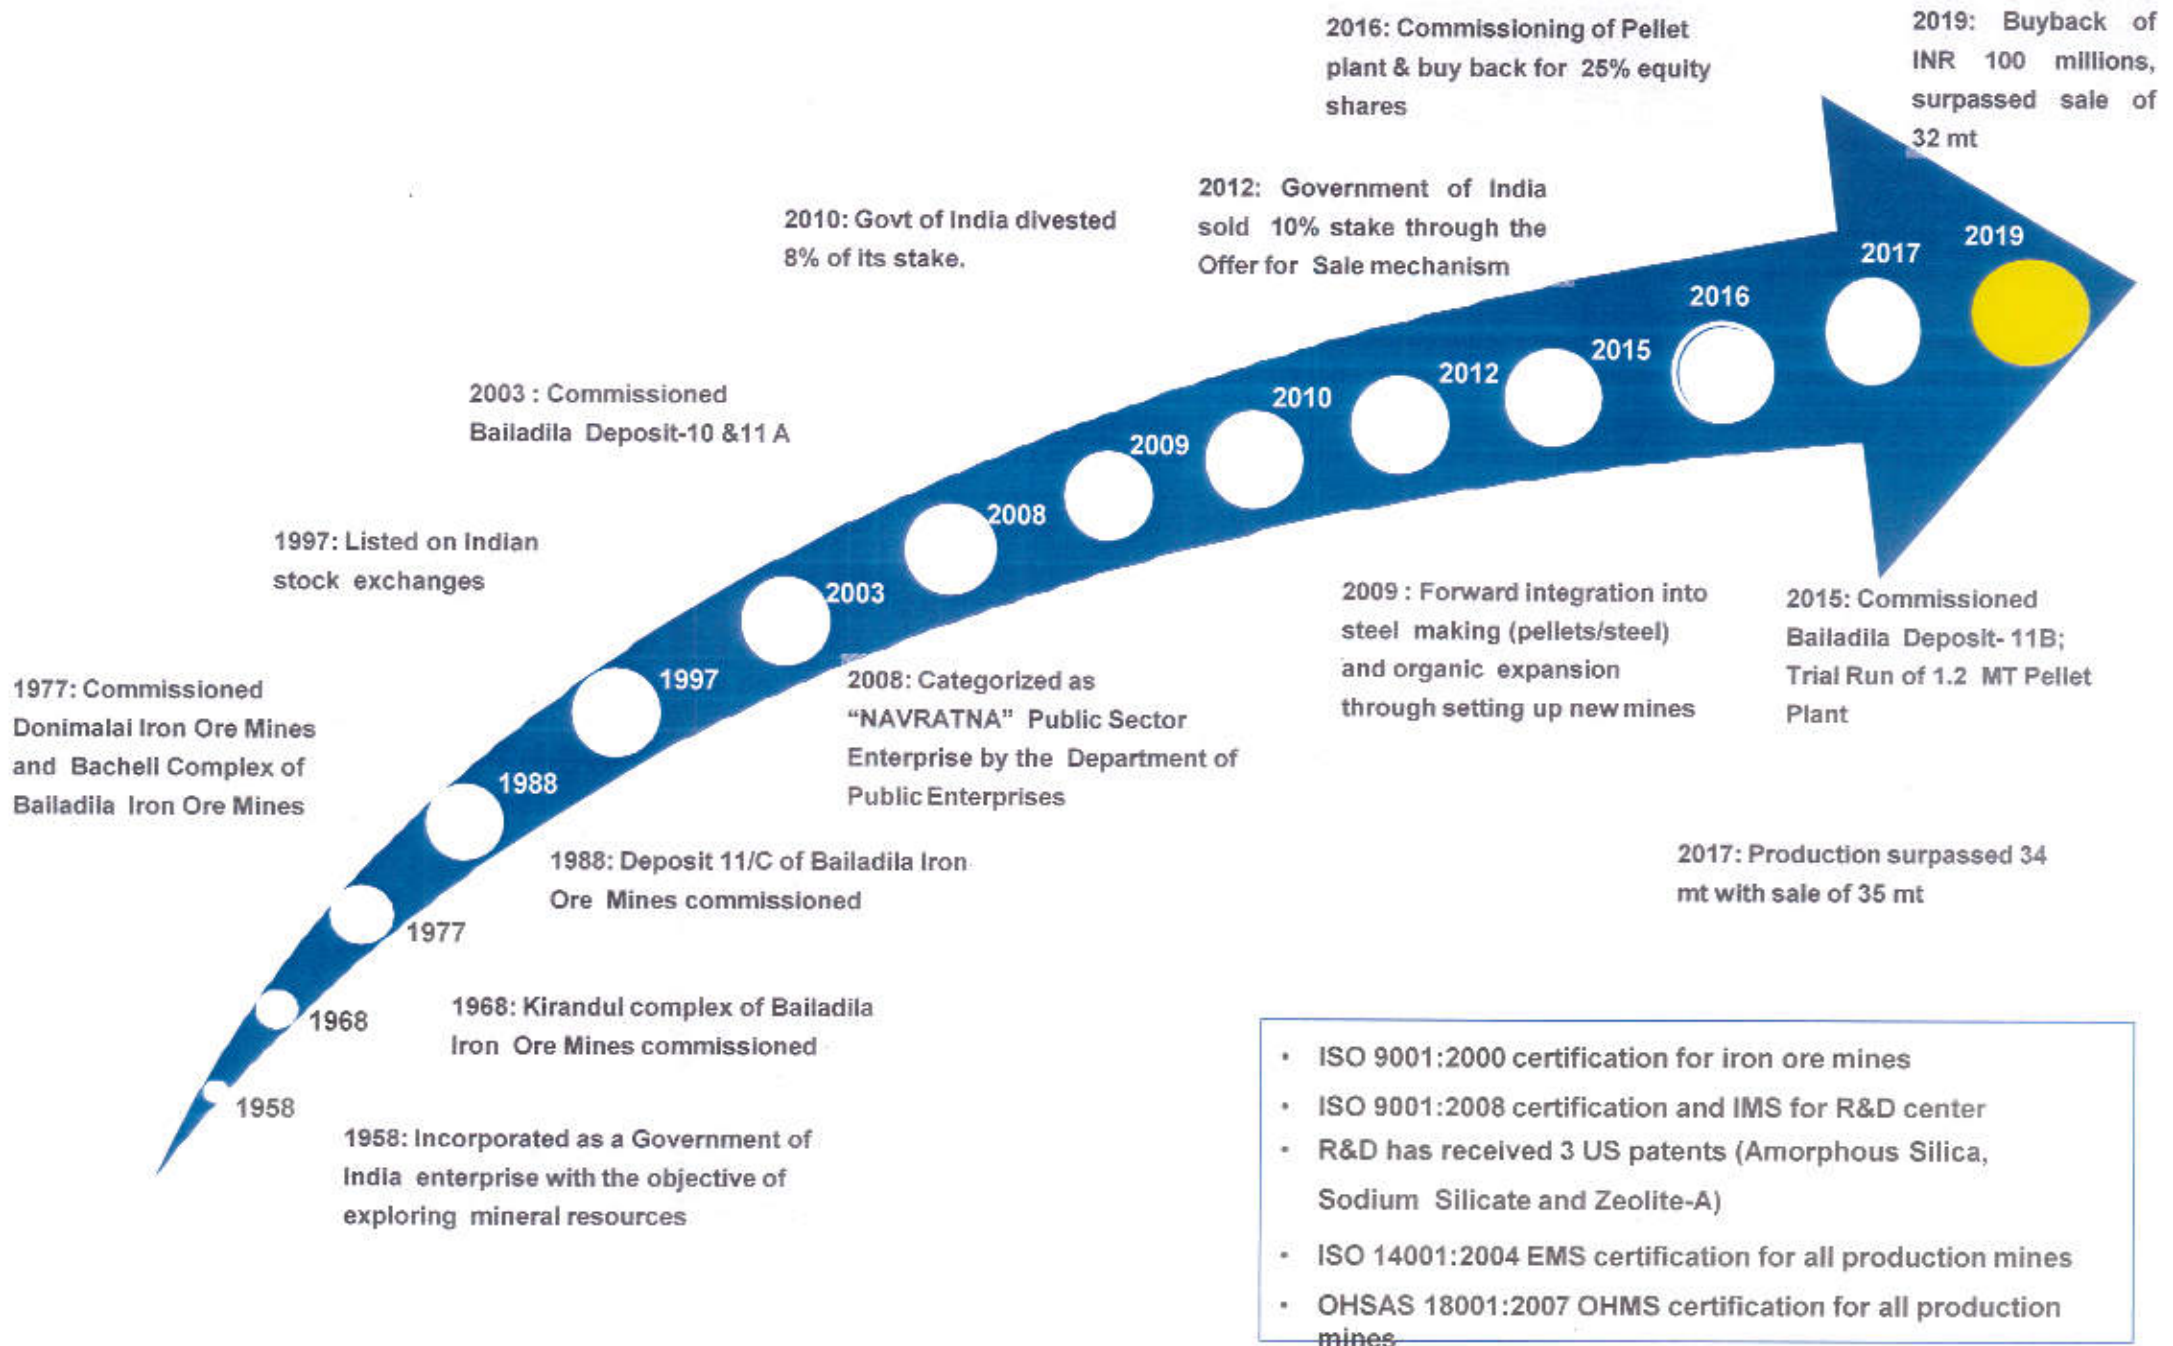 2016: Commissioning of Pellet
plant & buy back for 25% equity
shares
2019: Buyback of
INR 100 millions,
surpassed sale of
32 mt
2010: Govt of India divested
8% of its stake.
2012: Government of India
sold 10% stake through the
Offer for Sale mechanism
2003 : Commissioned
Bailadila Deposit-10 &11 A
1997: Listed on Indian
stock exchanges
1977: Commissioned
Donimalai Iron Ore Mines
and Bacheli Complex of
Bailadila Iron Ore Mines
2019
2017
2016
2015
2012
2010
2009
2008
2003
1997
1988
1977
1968
1958
2009 : Forward integration into
steel making (pellets/steel)
and organic expansion
through setting up new mines
2015: Commissioned
Bailadila Deposit- 11B;
Trial Run of 1.2 MT Pellet
Plant
2008: Categorized as
“NAVRATNA” Public Sector
Enterprise by the Department of
Public Enterprises
1988: Deposit 11/C of Bailadila Iron
Ore Mines commissioned
2017: Production surpassed 34
mt with sale of 35 mt
1968: Kirandul complex of Bailadila
Iron Ore Mines commissioned
1958: Incorporated as a Government of
India enterprise with the objective of
exploring mineral resources
• ISO 9001:2000 certification for iron ore mines
• ISO 9001:2008 certification and IMS for R&D center
• R&D has received 3 US patents (Amorphous Silica,
Sodium Silicate and Zeolite-A)
• ISO 14001:2004 EMS certification for all production mines
• OHSAS 18001:2007 OHMS certification for all production
mines